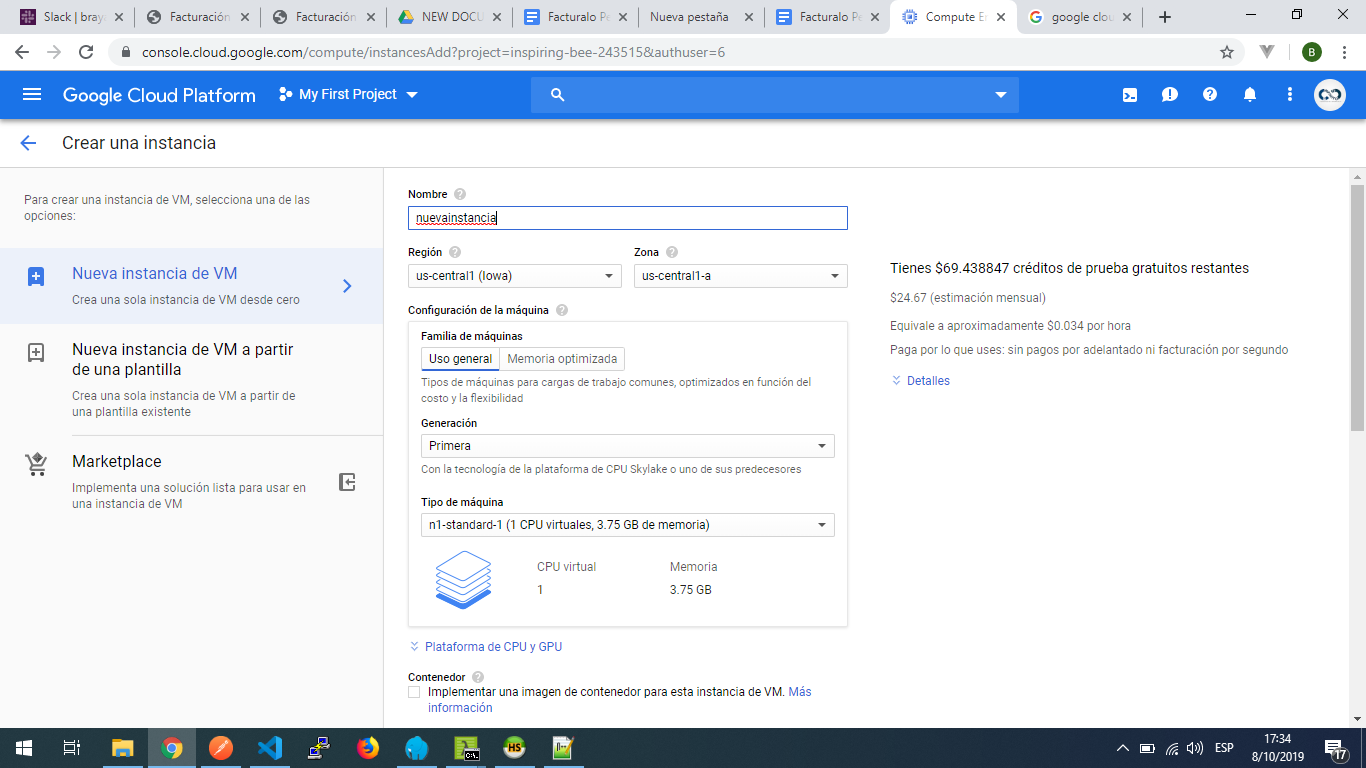 Slack | bray
Facturación
Facturación
NEW DOCU
Facturalo Pe
Nueva pestaña
Facturalo Pe
Compute En
google clou
console.cloud.google.com/compute/instancesAdd?project=inspiring-bee-243515&authuser=6
B
Google Cloud Platform
My First Project
Crear una instancia
Para crear una instancia de VM, selecciona una de las
opciones:
Nueva instancia de VM
Crea una sola instancia de VM desde cero
Nueva instancia de VM a partir
de una plantilla
Crea una sola instancia de VM a partir de
una plantilla existente
Marketplace
Implementa una solución lista para usar en
una instancia de VM
Nombre
nuevainstancia
Región
Zona
us-central1 (Iowa)
us-central1-a
Configuración de la máquina
Familia de máquinas
Uso general
Memoria optimizada
Tipos de máquinas para cargas de trabajo comunes, optimizados en función del
costo y la flexibilidad
Generación
Primera
Con la tecnología de la plataforma de CPU Skylake o uno de sus predecesores
Tipo de máquina
n1-standard-1 (1 CPU virtuales, 3.75 GB de memoria)
CPU virtual
Memoria
1
3.75 GB
Plataforma de CPU y GPU
Contenedor
Implementar una imagen de contenedor para esta instancia de VM. Más
información
Tienes $69.438847 créditos de prueba gratuitos restantes
$24.67 (estimación mensual)
Equivale a aproximadamente $0.034 por hora
Paga por lo que uses: sin pagos por adelantado ni facturación por segundo
Detalles
HS
ESP
17:34
8/10/2019
17